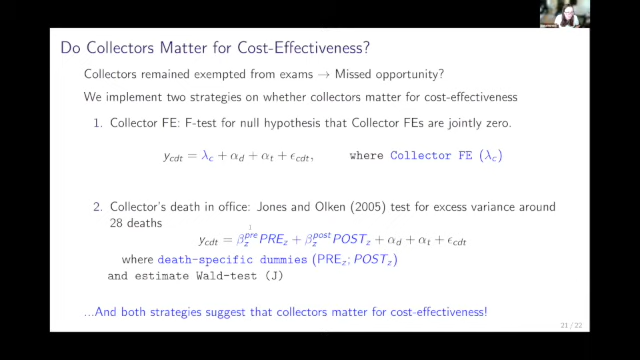 Do Collectors Matter for Cost-Effectiveness?
Collectors remained exempted from exams → Missed opportunity?
We implement two strategies on whether collectors matter for cost-effectiveness
1. Collector FE: F-test for null hypothesis that Collector FEs are jointly zero.
y_cdt = λ_c + α_d + α_t + ϵ_cdt, where Collector FE (λ_c)
2. Collector's death in office: Jones and Olken (2005) test for excess variance around
28 deaths
y_cdt = β_z^pre PRE_z + β_z^post POST_z + α_d + α_t + ϵ_cdt
where death-specific dummies (PRE_z; POST_z)
and estimate Wald-test (J)
...And both strategies suggest that collectors matter for cost-effectiveness!
21 / 22